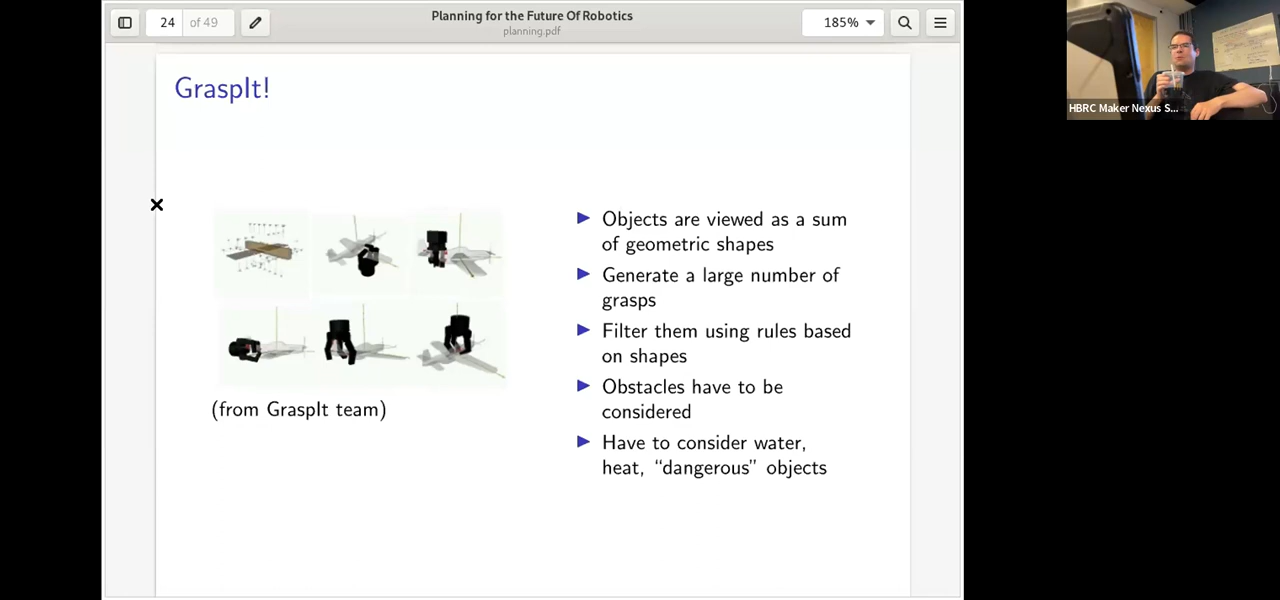 24
of 49
Planning for the Future Of Robotics
planning.pdf
185%
HBRC Maker Nexus S...
GraspIt!
(from GraspIt team)
Objects are viewed as a sum
of geometric shapes
Generate a large number of
grasps
Filter them using rules based
on shapes
Obstacles have to be
considered
Have to consider water,
heat, “dangerous” objects